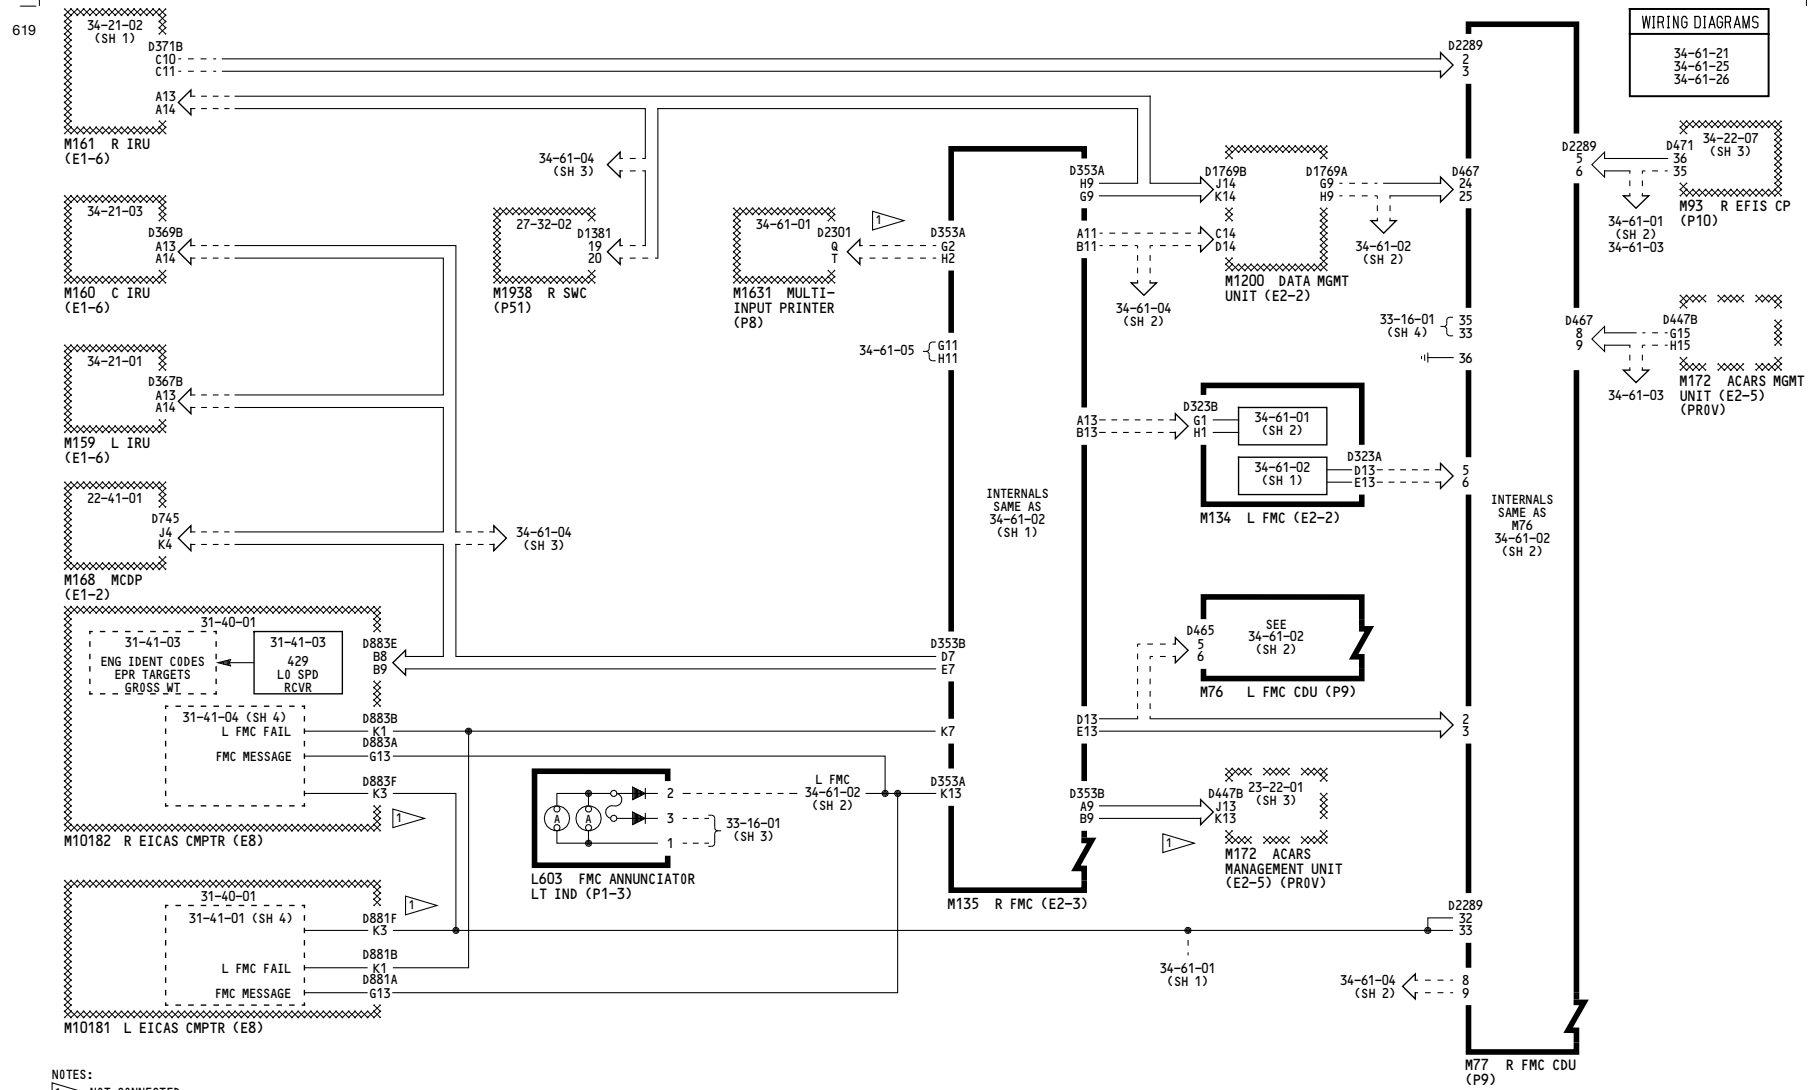 619
34-21-02
(SH 1)
D371B
C10
C11
A13
A14
M161 R IRU
(E1-6)
34-21-03
D369B
A13
A14
M160 C IRU
(E1-6)
34-21-01
D367B
A13
A14
M159 L IRU
(E1-6)
22-41-01
D745
J4
K4
M168 MCDP
(E1-2)
34-61-04
(SH 3)
31-40-01
31-41-03
ENG IDENT CODES
EPR TARGETS
GROSS WT
31-41-03
429
LO SPD
RCVR
D883E
B8
B9
31-41-04 (SH 4)
L FMC FAIL
FMC MESSAGE
D883B
K1
D883A
G13
D883F
K3
1
M10182 R EICAS CMPTR (E8)
31-40-01
31-41-01 (SH 4)
L FMC FAIL
FMC MESSAGE
D881F
K3
D881B
K1
D881A
G13
1
M10181 L EICAS CMPTR (E8)
34-61-04
(SH 3)
27-32-02
D1381
19
20
M1938 R SWC
(P51)
34-61-01
D2301
Q
T
M1631 MULTI-
INPUT PRINTER
(P8)
1
D353A
G2
H2
34-61-05
G11
H11
INTERNALS
SAME AS
34-61-02
(SH 1)
D353B
D7
E7
K7
D353A
K13
2
3
1
A
A
L FMC
34-61-02
(SH 2)
33-16-01
(SH 3)
L603 FMC ANNUNCIATOR
LT IND (P1-3)
M135 R FMC (E2-3)
D353A
H9
G9
A11
B11
34-61-04
(SH 2)
A13
B13
D13
E13
D353B
A9
B9
1
D1769B
J14
K14
C14
D14
D1769A
G9
H9
M1200 DATA MGMT
UNIT (E2-2)
34-61-02
(SH 2)
D323B
G1
H1
34-61-01
(SH 2)
34-61-02
(SH 1)
D323A
D13
E13
M134 L FMC (E2-2)
D465
5
6
SEE
34-61-02
(SH 2)
M76 L FMC CDU (P9)
D447B
J13
K13
23-22-01
(SH 3)
M172 ACARS
MANAGEMENT UNIT
(E2-5) (PROV)
34-61-01
(SH 1)
D2289
2
3
D467
24
25
33-16-01
(SH 4)
35
33
36
5
6
INTERNALS
SAME AS
M76
34-61-02
(SH 2)
2
3
D2289
32
33
34-61-04
(SH 2)
8
9
M77 R FMC CDU
(P9)
WIRING DIAGRAMS
34-61-21
34-61-25
34-61-26
D2289
5
6
D471
36
35
34-22-07
(SH 3)
M93 R EFIS CP
(P10)
34-61-01
(SH 2)
34-61-03
D467
8
9
D447B
G15
H15
M172 ACARS MGMT
UNIT (E2-5)
(PROV)
34-61-03
NOTES: